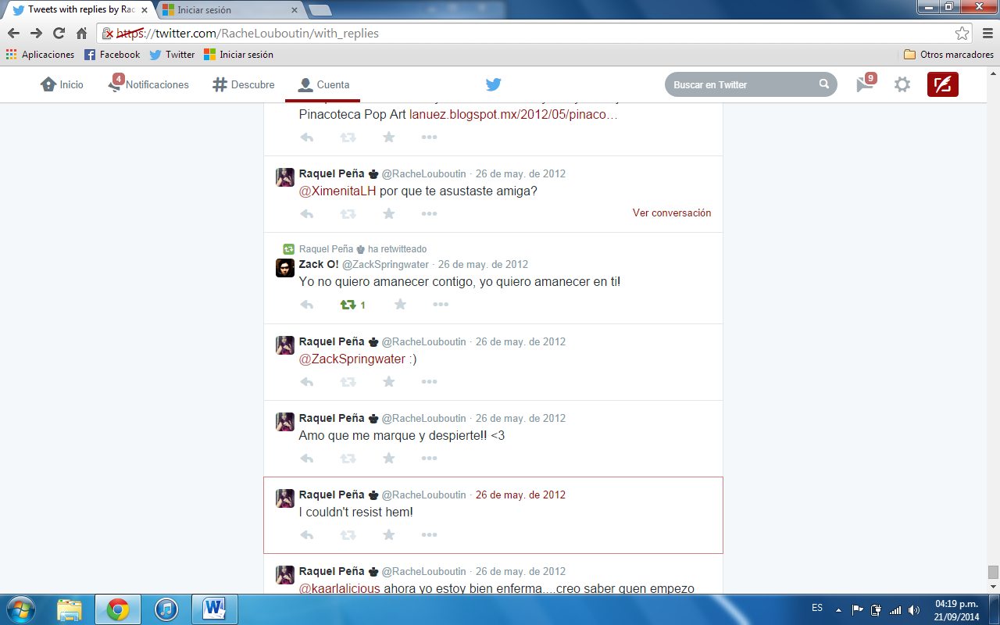 Tweets with replies by Rac
Iniciar sesión
https://twitter.com/RacheLouboutin/with_replies
Aplicaciones Facebook Twitter Iniciar sesión Otros marcadores
Inicio 4 Notificaciones Descubre Cuenta Buscar en Twitter 9
Pinacoteca Pop Art lanuez.blogspot.mx/2012/05/pinaco…
Raquel Peña @RacheLouboutin · 26 de may. de 2012
@XimenitaLH por que te asustaste amiga?
Ver conversación
Raquel Peña ha retwitteado
Zack O! @ZackSpringwater · 26 de may. de 2012
Yo no quiero amanecer contigo, yo quiero amanecer en ti!
1
Raquel Peña @RacheLouboutin · 26 de may. de 2012
@ZackSpringwater :)
Raquel Peña @RacheLouboutin · 26 de may. de 2012
Amo que me marque y despierte!! <3
Raquel Peña @RacheLouboutin · 26 de may. de 2012
I couldn't resist hem!
Raquel Peña @RacheLouboutin · 26 de may. de 2012
@kaarlalicious ahora yo estoy bien enferma....creo saber quen empezo
ES
04:19 p.m.
21/09/2014